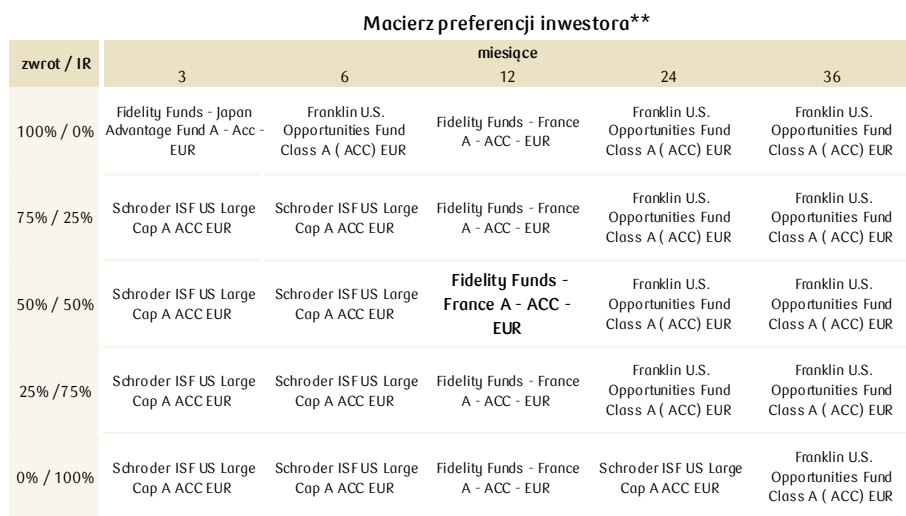 Macierz preferencji inwestora**
zwrot / IR
miesiące
3 6 12 24 36
100% / 0%
Fidelity Funds - Japan
Advantage Fund A - Acc -
EUR
Franklin U.S.
Opportunities Fund
Class A ( ACC) EUR
Fidelity Funds - France
A - ACC - EUR
Franklin U.S.
Opportunities Fund
Class A ( ACC) EUR
Franklin U.S.
Opportunities Fund
Class A ( ACC) EUR
75% / 25%
Schroder ISF US Large
Cap A ACC EUR
Schroder ISF US Large
Cap A ACC EUR
Fidelity Funds - France
A - ACC - EUR
Franklin U.S.
Opportunities Fund
Class A ( ACC) EUR
Franklin U.S.
Opportunities Fund
Class A ( ACC) EUR
50% / 50%
Schroder ISF US Large
Cap A ACC EUR
Schroder ISF US Large
Cap A ACC EUR
Fidelity Funds -
France A - ACC -
EUR
Franklin U.S.
Opportunities Fund
Class A ( ACC) EUR
Franklin U.S.
Opportunities Fund
Class A ( ACC) EUR
25% /75%
Schroder ISF US Large
Cap A ACC EUR
Schroder ISF US Large
Cap A ACC EUR
Fidelity Funds - France
A - ACC - EUR
Franklin U.S.
Opportunities Fund
Class A ( ACC) EUR
Franklin U.S.
Opportunities Fund
Class A ( ACC) EUR
0% / 100%
Schroder ISF US Large
Cap A ACC EUR
Schroder ISF US Large
Cap A ACC EUR
Fidelity Funds - France
A - ACC - EUR
Schroder ISF US Large
Cap A ACC EUR
Franklin U.S.
Opportunities Fund
Class A ( ACC) EUR